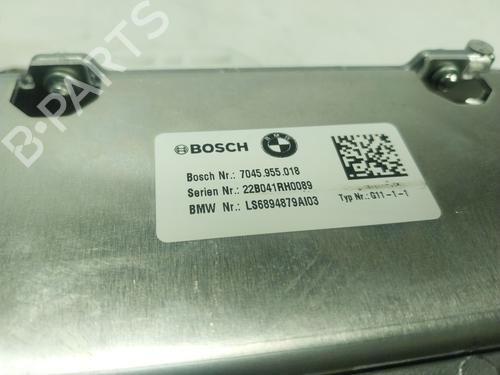 B-PARTS
BOSCH
Bosch Nr.: 7045.955.018
Serien Nr.: 22B041RH0089
BMW Nr.: LS6894879AI03
Typ Nr.: G11-1-1